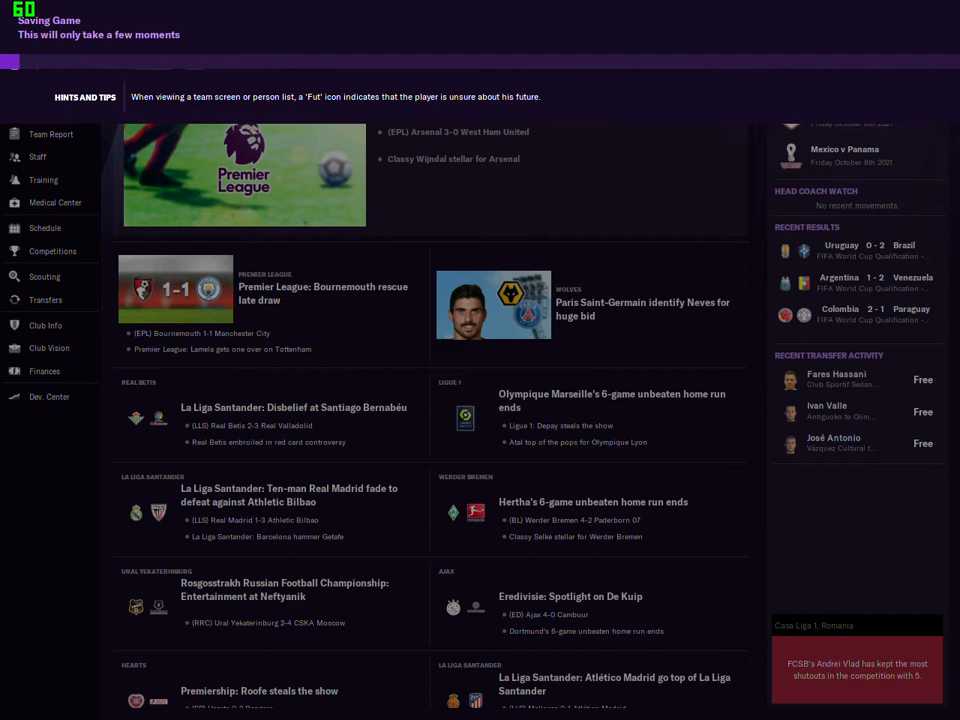 60
Saving Game
This will only take a few moments
HINTS AND TIPS
When viewing a team screen or person list, a 'Fut' icon indicates that the player is unsure about his future.
Team Report
Staff
Training
Medical Center
Schedule
Competitions
Scouting
Transfers
Club Info
Club Vision
Finances
Dev. Center
Premier
League
(EPL) Arsenal 3-0 West Ham United
Classy Wijndal stellar for Arsenal
1-1
PREMIER LEAGUE
Premier League: Bournemouth rescue
late draw
(EPL) Bournemouth 1-1 Manchester City
Premier League: Lamela gets one over on Tottenham
WOLVES
Paris Saint-Germain identify Neves for
huge bid
REAL BETIS
La Liga Santander: Disbelief at Santiago Bernabéu
(LLS) Real Betis 2-3 Real Valladolid
Real Betis embroiled in red card controversy
LIGUE 1
Olympique Marseille's 6-game unbeaten home run
ends
Ligue 1: Depay steals the show
Atal top of the pops for Olympique Lyon
LA LIGA SANTANDER
La Liga Santander: Ten-man Real Madrid fade to
defeat against Athletic Bilbao
(LLS) Real Madrid 1-3 Athletic Bilbao
La Liga Santander: Barcelona hammer Getafe
WERDER BREMEN
Hertha's 6-game unbeaten home run ends
(BL) Werder Bremen 4-2 Paderborn 07
Classy Selke stellar for Werder Bremen
URAL YEKATERINBURG
Rosgosstrakh Russian Football Championship:
Entertainment at Neftyanik
(RRC) Ural Yekaterinburg 2-4 CSKA Moscow
AJAX
Eredivisie: Spotlight on De Kuip
(ED) Ajax 4-0 Cambuur
Dortmund's 6-game unbeaten home run ends
HEARTS
Premiership: Roofe steals the show
LA LIGA SANTANDER
La Liga Santander: Atlético Madrid go top of La Liga
Santander
Friday October 8th 2021
Mexico v Panama
Friday October 8th 2021
HEAD COACH WATCH
No recent movements.
RECENT RESULTS
Uruguay 0 - 2 Brazil
FIFA World Cup Qualification -...
Argentina 1 - 2 Venezuela
FIFA World Cup Qualification -...
Colombia 2 - 1 Paraguay
FIFA World Cup Qualification -...
RECENT TRANSFER ACTIVITY
Fares Hassani
Club Sportif Sedan...
Free
Ivan Valle
Antiguoko to Olim...
Free
José Antonio
Vázquez Cultural t...
Free
Casa Liga 1, Romania
FCSB's Andrei Vlad has kept the most
shutouts in the competition with 5.